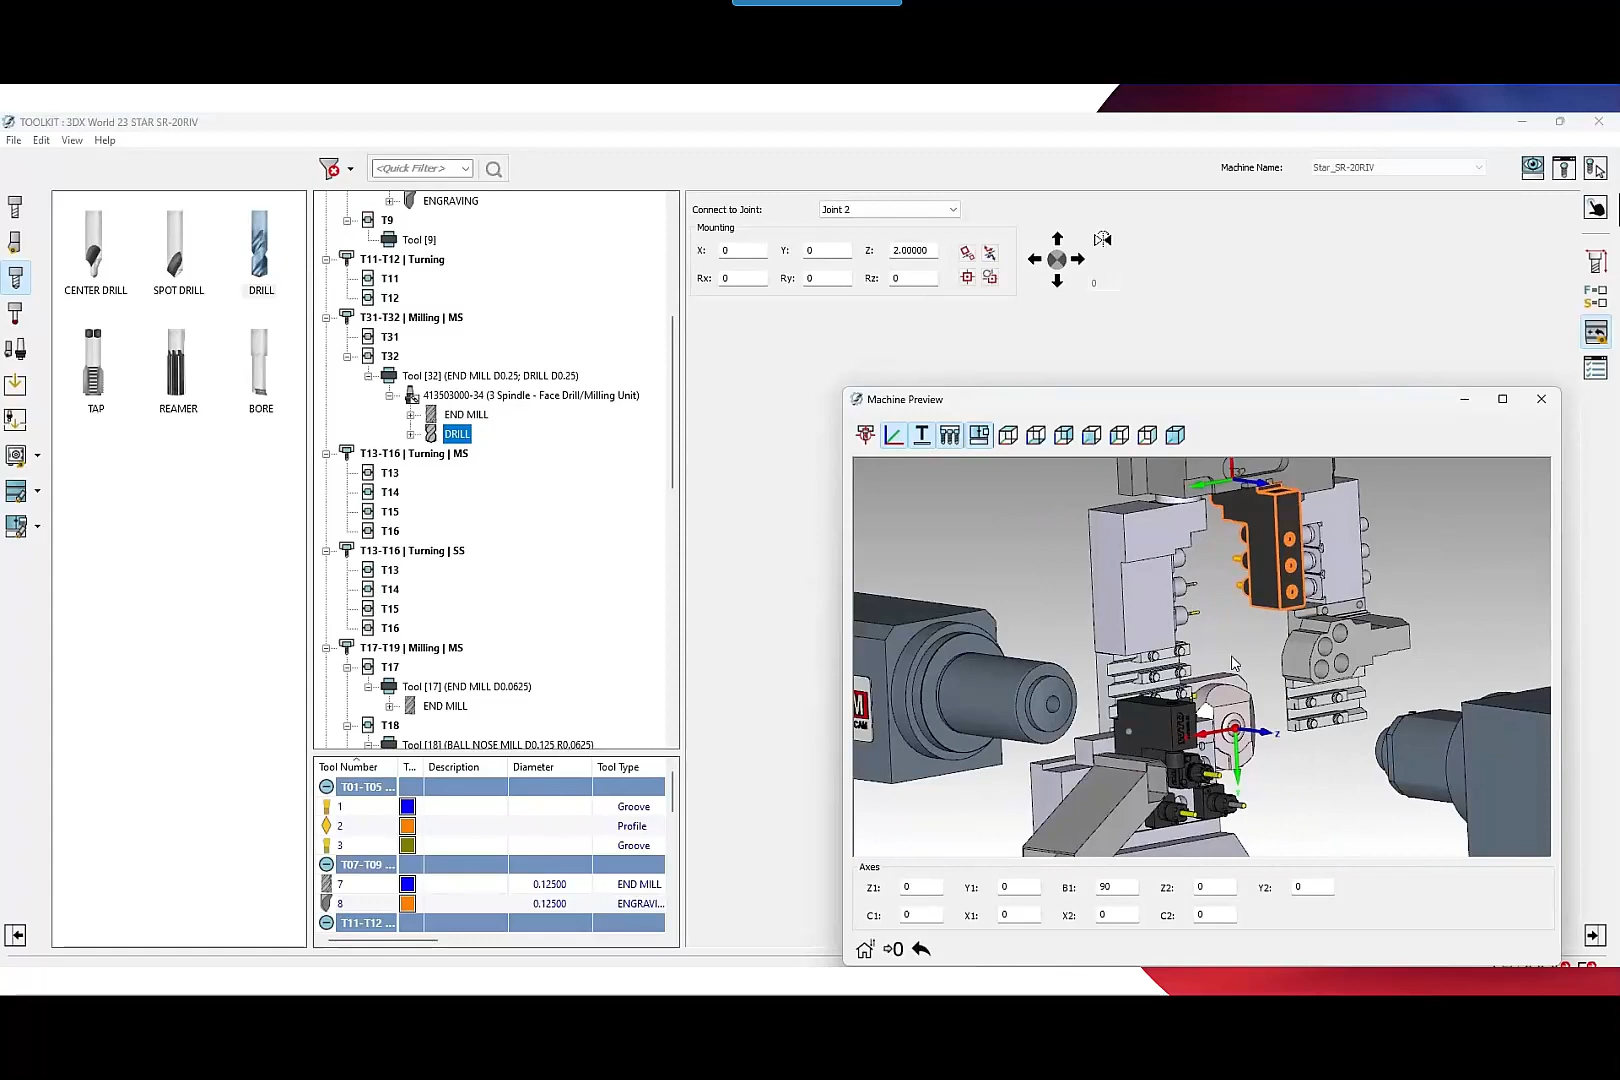 TOOLKIT : 3DX World 23 STAR SR-20RIV
File Edit View Help
<Quick Filter>
Machine Name: Star_SR-20RIV
CENTER DRILL SPOT DRILL DRILL
TAP REAMER BORE
ENGRAVING
T9
Tool [9]
T11-T12 | Turning
T11
T12
T31-T32 | Milling | MS
T31
T32
Tool [32] (END MILL D0.25; DRILL D0.25)
413503000-34 (3 Spindle - Face Drill/Milling Unit)
END MILL
DRILL
T13-T16 | Turning | MS
T13
T14
T15
T16
T13-T16 | Turning | SS
T13
T14
T15
T16
T17-T19 | Milling | MS
T17
Tool [17] (END MILL D0.0625)
END MILL
T18
Tool [18] (BALL NOSE MILL D0.125 R0.0625)
Tool Number T... Description Diameter Tool Type
T01-T05 ...
1 Groove
2 Profile
3 Groove
T07-T09 ...
7 0.12500 END MILL
8 0.12500 ENGRAVI...
T11-T12 ...
Connect to Joint: Joint 2
Mounting
X: 0 Y: 0 Z: 2.00000
Rx: 0 Ry: 0 Rz: 0
0
F=
S=
Machine Preview
T32
M
CAM
Z
Y
Axes
Z1: 0 Y1: 0 B1: 90 Z2: 0 Y2: 0
C1: 0 X1: 0 X2: 0 C2: 0